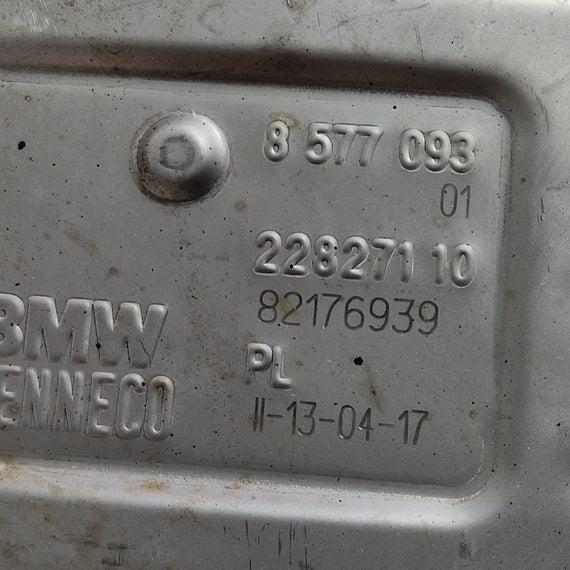 8 577 093
01
228271 10
82176939
BMW
PL
ENNECO
II-13-04-17